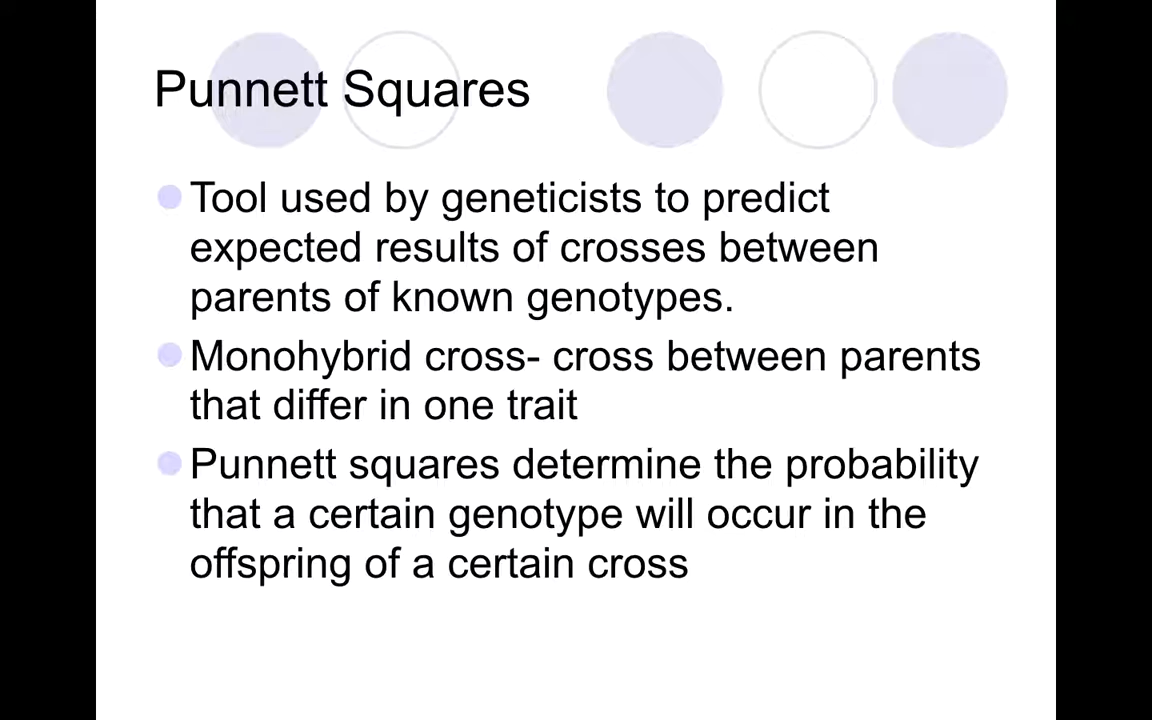 Punnett Squares
Tool used by geneticists to predict
expected results of crosses between
parents of known genotypes.
Monohybrid cross- cross between parents
that differ in one trait
Punnett squares determine the probability
that a certain genotype will occur in the
offspring of a certain cross